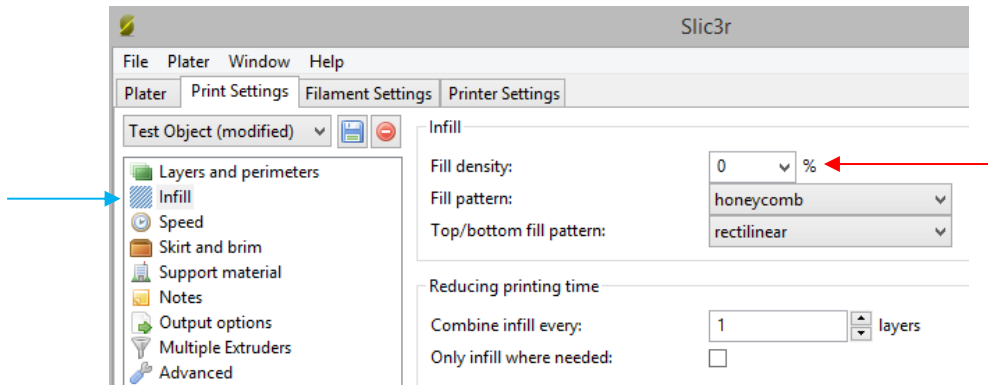 Slic3r
File Plater Window Help
Plater Print Settings Filament Settings Printer Settings
Test Object (modified)
Layers and perimeters
Infill
Speed
Skirt and brim
Support material
Notes
Output options
Multiple Extruders
Advanced
Infill
Fill density: 0 %
Fill pattern: honeycomb
Top/bottom fill pattern: rectilinear
Reducing printing time
Combine infill every: 1 layers
Only infill where needed: